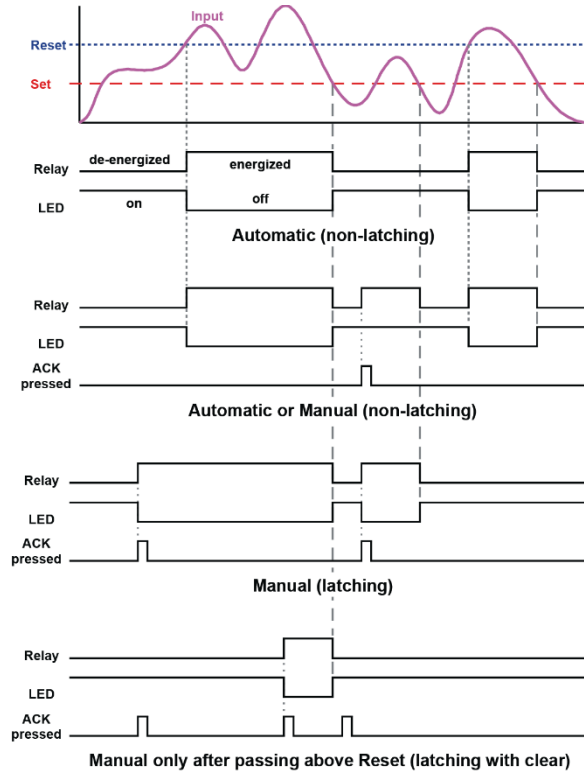 Input
Reset
Set
de-energized
energized
Relay
LED
on
off
Automatic (non-latching)
Relay
LED
ACK
pressed
Automatic or Manual (non-latching)
Relay
LED
ACK
pressed
Manual (latching)
Relay
LED
ACK
pressed
Manual only after passing above Reset (latching with clear)